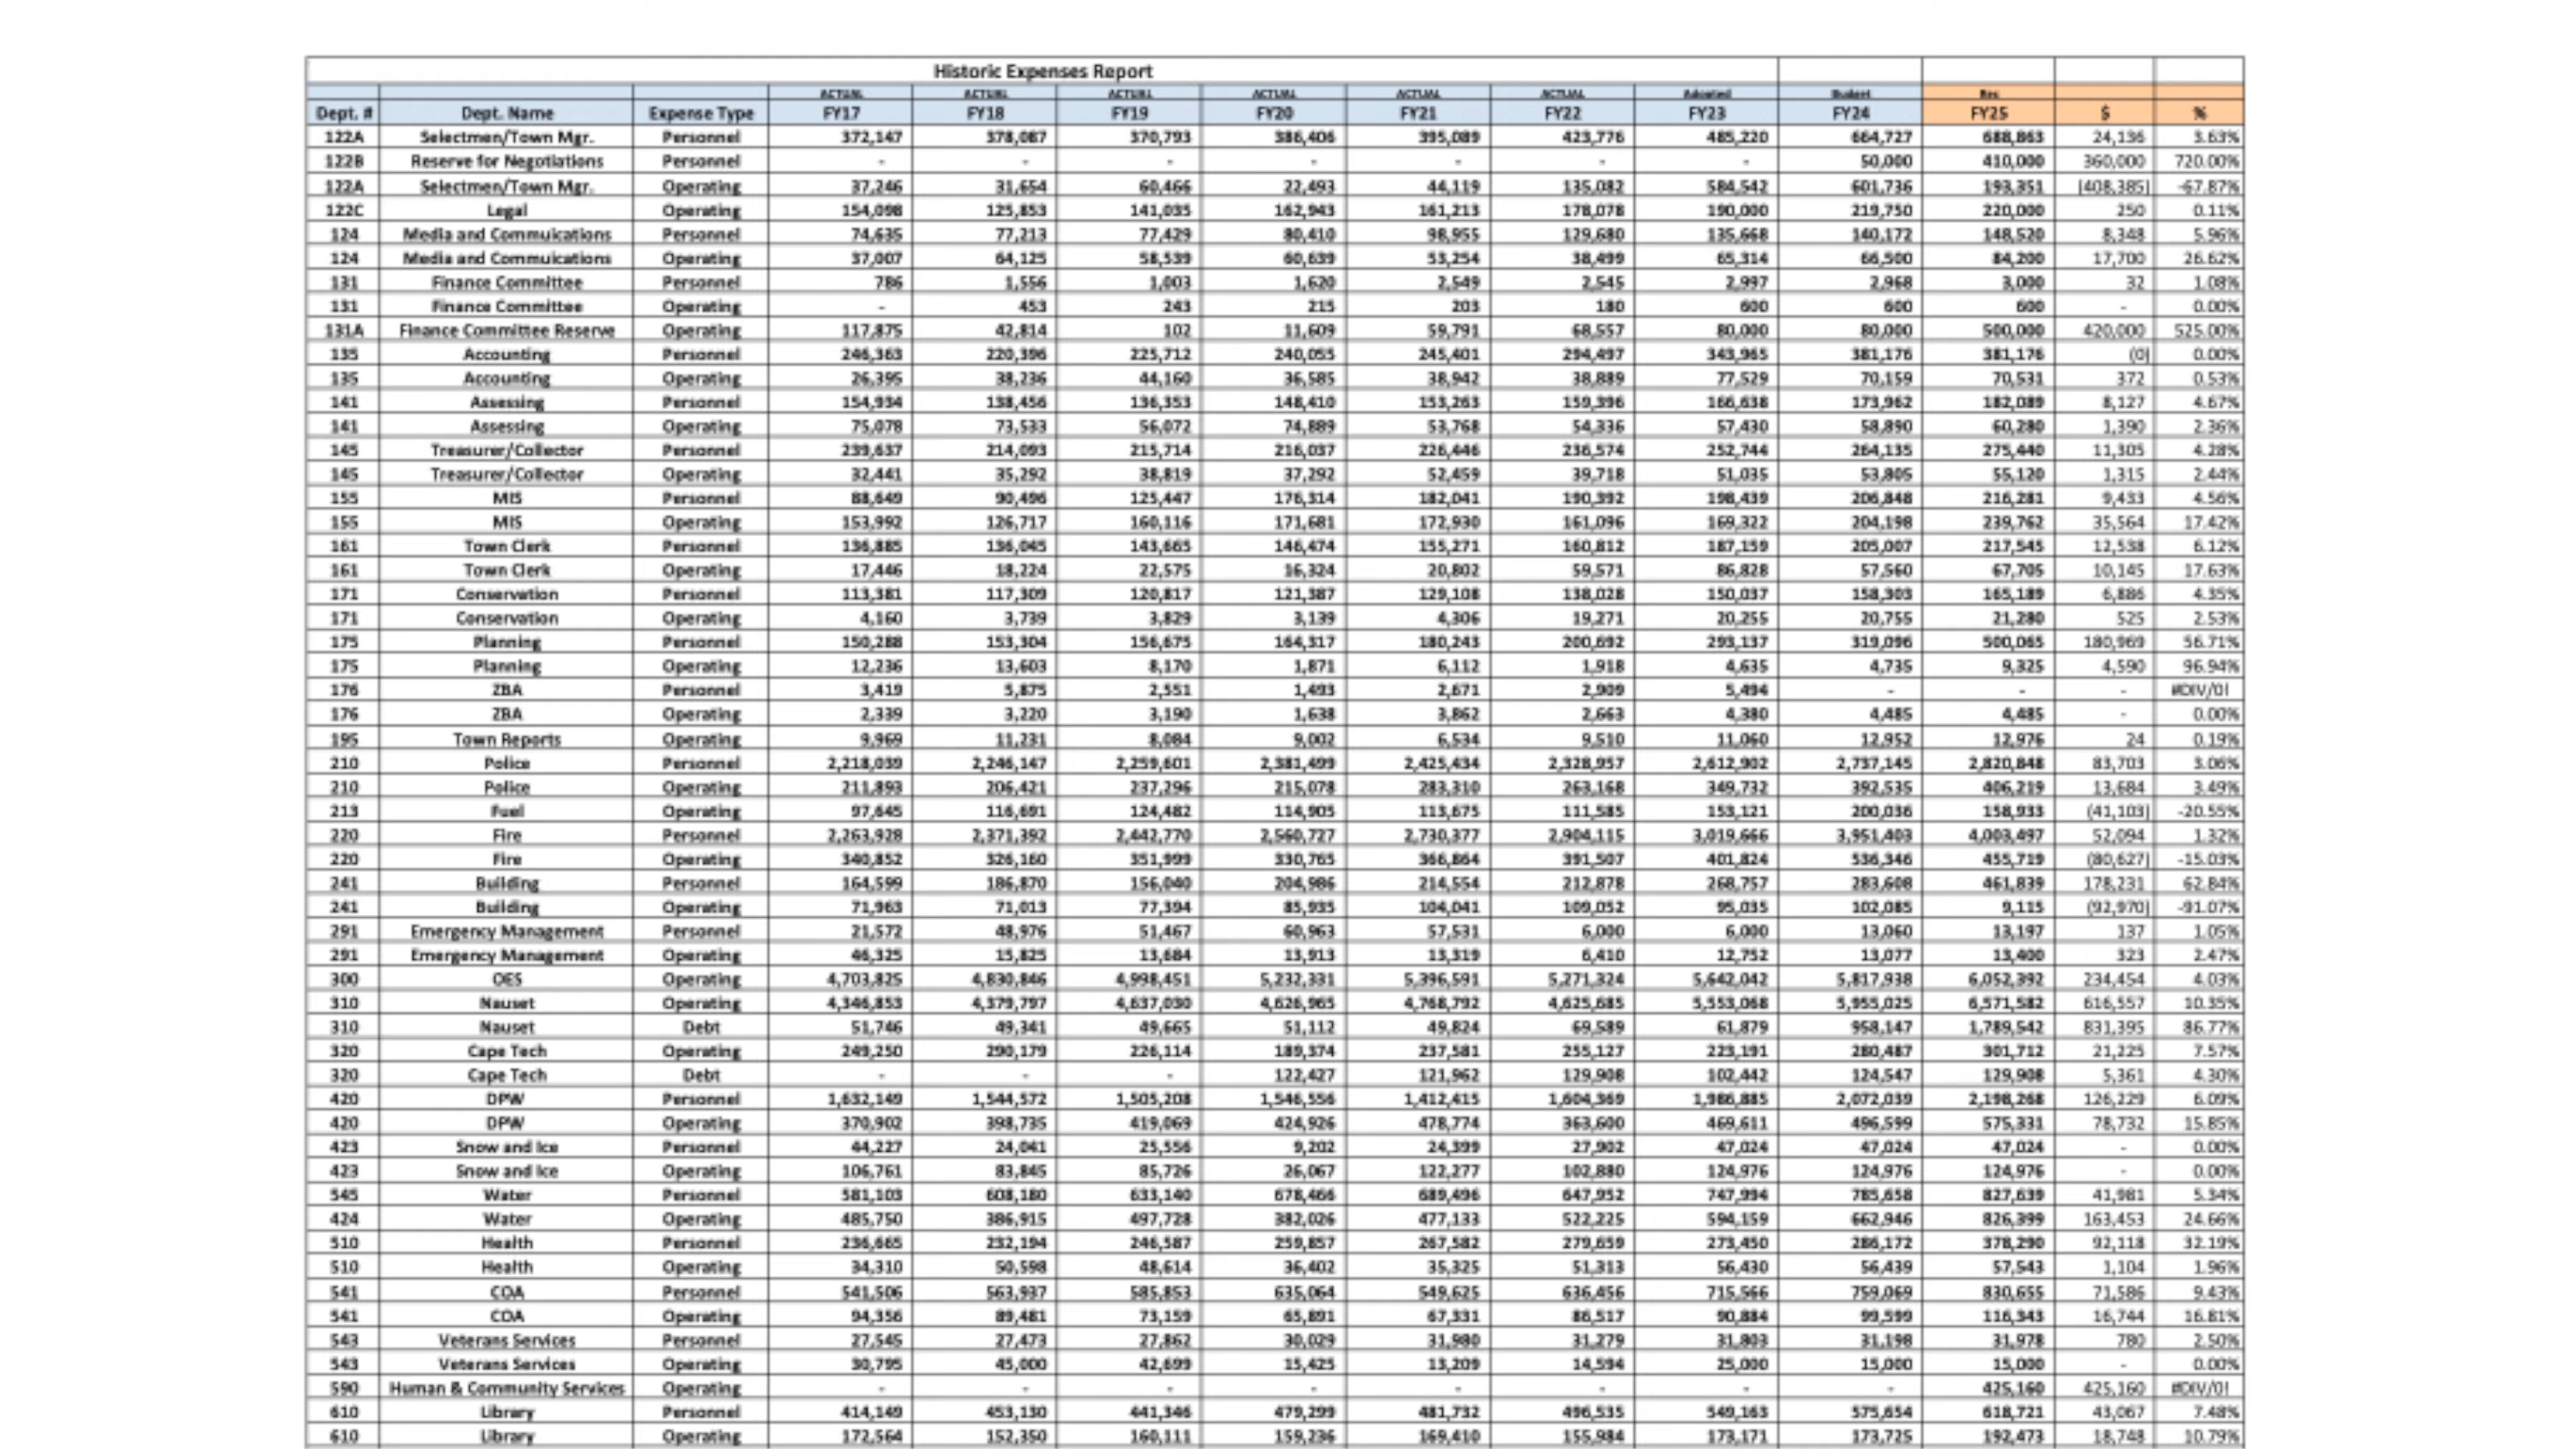 Historic Expenses Report
ACTUAL ACTUAL ACTUAL ACTUAL ACTUAL ACTUAL Adopted Budget Req
Dept. # Dept. Name Expense Type FY17 FY18 FY19 FY20 FY21 FY22 FY23 FY24 FY25 $ %
122A Selectmen/Town Mgr. Personnel 372,147 378,087 370,793 386,406 395,089 423,776 485,220 664,727 688,863 24,136 3.63%
122B Reserve for Negotiations Personnel - - - - - - - 50,000 410,000 360,000 720.00%
122A Selectmen/Town Mgr. Operating 37,246 31,654 60,466 22,493 44,119 135,082 584,542 601,736 193,351 (408,385) -67.87%
122C Legal Operating 154,098 125,853 141,035 162,943 161,213 178,078 190,000 219,750 220,000 250 0.11%
124 Media and Commuications Personnel 74,635 77,213 77,429 80,410 98,955 129,680 135,668 140,172 148,520 8,348 5.96%
124 Media and Commuications Operating 37,007 64,125 58,539 60,639 53,254 38,499 65,314 66,500 84,200 17,700 26.62%
131 Finance Committee Personnel 786 1,556 1,003 1,620 2,549 2,545 2,997 2,968 3,000 32 1.08%
131 Finance Committee Operating - 453 243 215 203 180 600 600 600 - 0.00%
131A Finance Committee Reserve Operating 117,875 42,814 102 11,609 59,791 68,557 80,000 80,000 500,000 420,000 525.00%
135 Accounting Personnel 246,363 220,396 225,712 240,055 245,401 294,497 343,965 381,176 381,176 (0) 0.00%
135 Accounting Operating 26,395 38,236 44,160 36,585 38,942 38,889 77,529 70,159 70,531 372 0.53%
141 Assessing Personnel 154,934 138,456 136,353 148,410 153,263 159,396 166,638 173,962 182,089 8,127 4.67%
141 Assessing Operating 75,078 73,533 56,072 74,889 53,768 54,336 57,430 58,890 60,280 1,390 2.36%
145 Treasurer/Collector Personnel 239,637 214,093 215,714 216,037 226,446 236,574 252,744 264,135 275,440 11,305 4.28%
145 Treasurer/Collector Operating 32,441 35,292 38,819 37,292 52,459 39,718 51,035 53,805 55,120 1,315 2.44%
155 MIS Personnel 88,649 90,496 125,447 176,314 182,041 190,392 198,439 206,848 216,281 9,433 4.56%
155 MIS Operating 153,992 126,717 160,116 171,681 172,930 161,096 169,322 204,198 239,762 35,564 17.42%
161 Town Clerk Personnel 136,885 136,045 143,665 146,474 155,271 160,812 187,159 205,007 217,545 12,538 6.12%
161 Town Clerk Operating 17,446 18,224 22,575 16,324 20,802 59,571 86,828 57,560 67,705 10,145 17.63%
171 Conservation Personnel 113,381 117,309 120,817 121,387 129,108 138,028 150,037 158,303 165,189 6,886 4.35%
171 Conservation Operating 4,160 3,739 3,829 3,139 4,306 19,271 20,255 20,755 21,280 525 2.53%
175 Planning Personnel 150,288 153,304 156,675 164,317 180,243 200,692 293,137 319,096 500,065 180,969 56.71%
175 Planning Operating 12,236 13,603 8,170 1,871 6,112 1,918 4,635 4,735 9,325 4,590 96.94%
176 ZBA Personnel 3,419 5,875 2,551 1,493 2,671 2,909 5,494 - - - #DIV/0!
176 ZBA Operating 2,339 3,220 3,190 1,638 3,862 2,663 4,380 4,485 4,485 - 0.00%
195 Town Reports Operating 9,969 11,231 8,084 9,002 6,534 9,510 11,060 12,952 12,976 24 0.19%
210 Police Personnel 2,218,039 2,246,147 2,259,601 2,381,499 2,425,434 2,328,957 2,612,902 2,737,145 2,820,848 83,703 3.06%
210 Police Operating 211,893 206,421 237,296 215,078 283,310 263,168 349,732 392,535 406,219 13,684 3.49%
213 Fuel Operating 97,645 116,691 124,482 114,905 113,675 111,585 153,121 200,036 158,933 (41,103) -20.55%
220 Fire Personnel 2,263,928 2,371,392 2,442,770 2,560,727 2,730,377 2,904,115 3,019,666 3,951,403 4,003,497 52,094 1.32%
220 Fire Operating 340,852 326,160 351,999 330,765 366,864 391,507 401,824 536,346 455,719 (80,627) -15.03%
241 Building Personnel 164,599 186,870 156,040 204,986 214,554 212,878 268,757 283,608 461,839 178,231 62.84%
241 Building Operating 71,963 71,013 77,394 85,935 104,041 109,052 95,035 102,085 9,115 (92,970) -91.07%
291 Emergency Management Personnel 21,572 48,976 51,467 60,963 57,531 6,000 6,000 13,060 13,197 137 1.05%
291 Emergency Management Operating 46,325 15,825 13,684 13,913 13,319 6,410 12,752 13,077 13,400 323 2.47%
300 OES Operating 4,703,825 4,830,846 4,998,451 5,232,331 5,396,591 5,271,324 5,642,042 5,817,938 6,052,392 234,454 4.03%
310 Nauset Operating 4,346,853 4,379,797 4,637,030 4,626,965 4,768,792 4,625,685 5,553,068 5,955,025 6,571,582 616,557 10.35%
310 Nauset Debt 51,746 49,341 49,665 51,112 49,824 69,589 61,879 958,147 1,789,542 831,395 86.77%
320 Cape Tech Operating 249,250 290,179 226,114 189,374 237,581 255,127 223,191 280,487 301,712 21,225 7.57%
320 Cape Tech Debt - - - 122,427 121,962 129,908 102,442 124,547 129,908 5,361 4.30%
420 DPW Personnel 1,632,149 1,544,572 1,505,208 1,546,556 1,412,415 1,604,369 1,986,885 2,072,039 2,198,268 126,229 6.09%
420 DPW Operating 370,902 398,735 419,069 424,926 478,774 363,600 469,611 496,599 575,331 78,732 15.85%
423 Snow and Ice Personnel 44,227 24,041 25,556 9,202 24,399 27,902 47,024 47,024 47,024 - 0.00%
423 Snow and Ice Operating 106,761 83,845 85,726 26,067 122,277 102,880 124,976 124,976 124,976 - 0.00%
545 Water Personnel 581,103 608,180 633,140 678,466 689,496 647,952 747,994 785,658 827,639 41,981 5.34%
424 Water Operating 485,750 386,915 497,728 382,026 477,133 522,225 594,159 662,946 826,399 163,453 24.66%
510 Health Personnel 236,665 232,194 246,587 259,857 267,582 279,659 273,450 286,172 378,290 92,118 32.19%
510 Health Operating 34,310 50,598 48,614 36,402 35,325 51,313 56,430 56,439 57,543 1,104 1.96%
541 COA Personnel 541,506 563,937 585,853 635,064 549,625 636,456 715,566 759,069 830,655 71,586 9.43%
541 COA Operating 94,356 89,481 73,159 65,891 67,331 86,517 90,884 99,599 116,343 16,744 16.81%
543 Veterans Services Personnel 27,545 27,473 27,862 30,029 31,980 31,279 31,803 31,198 31,978 780 2.50%
543 Veterans Services Operating 30,795 45,000 42,699 15,425 13,209 14,594 25,000 15,000 15,000 - 0.00%
590 Human & Community Services Operating - - - - - - - - 425,160 425,160 #DIV/0!
610 Library Personnel 414,149 453,130 441,346 479,299 481,732 496,535 549,163 575,654 618,721 43,067 7.48%
610 Library Operating 172,564 152,350 160,111 159,236 169,410 155,984 173,171 173,725 192,473 18,748 10.79%